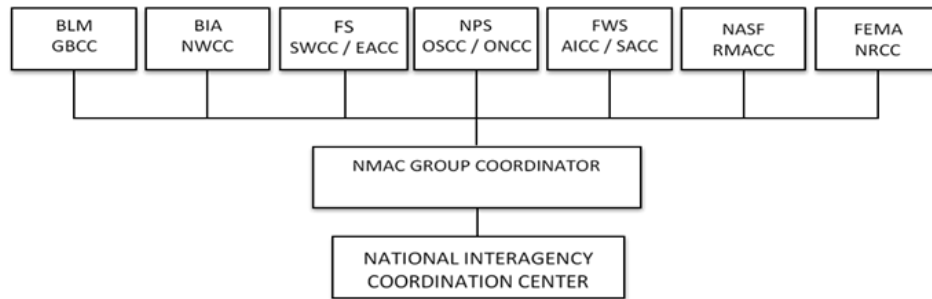 BLM
GBCC
BIA
NWCC
FS
SWCC / EACC
NPS
OSCC / ONCC
FWS
AICC / SACC
NASF
RMACC
FEMA
NRCC
NMAC GROUP COORDINATOR
NATIONAL INTERAGENCY
COORDINATION CENTER